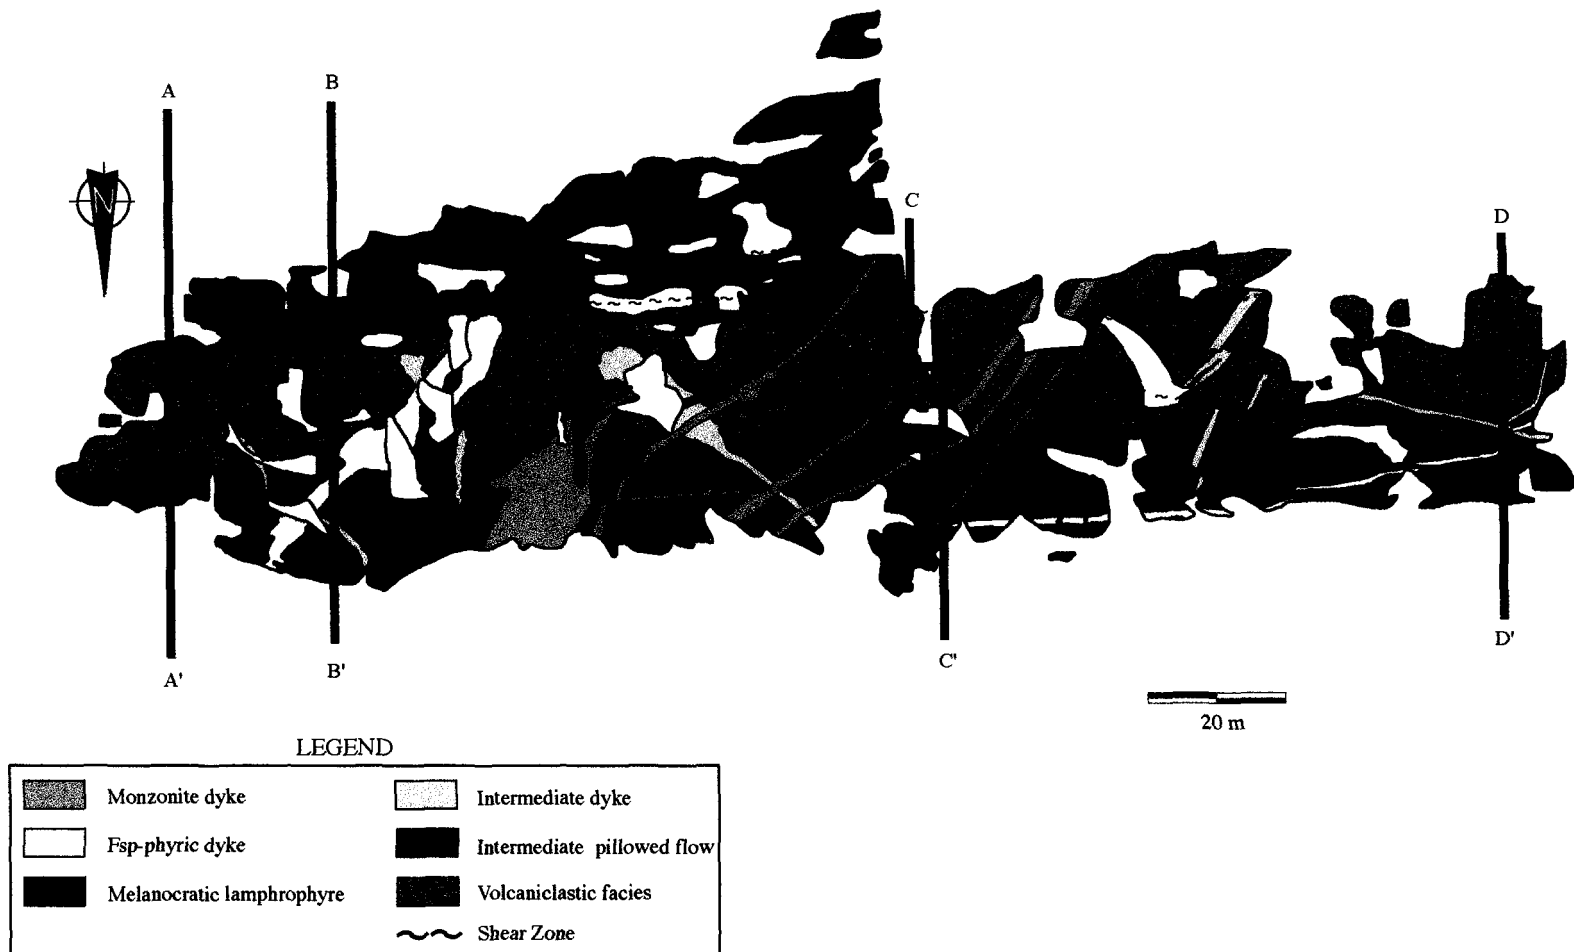 A
B
N
C
D
A'
B'
C'
D'
20 m
LEGEND
Monzonite dyke
Intermediate dyke
Fsp-phyric dyke
Intermediate pillowed flow
Melanocratic lamphrophyre
Volcaniclastic facies
Shear Zone